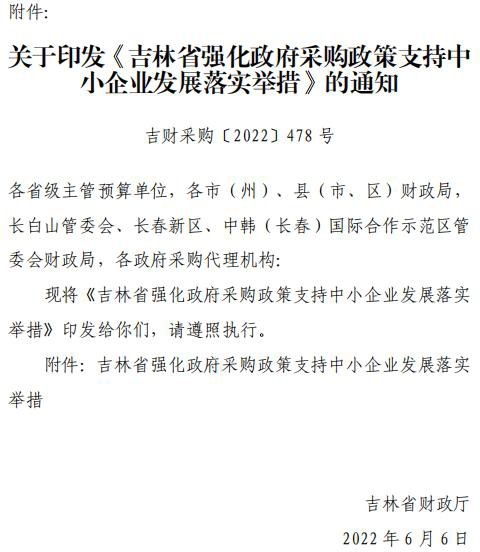 附件：
关于印发《吉林省强化政府采购政策支持中
小企业发展落实举措》的通知
吉财采购〔2022〕478 号
各省级主管预算单位，各市（州）、县（市、区）财政局，
长白山管委会、长春新区、中韩（长春）国际合作示范区管
委会财政局，各政府采购代理机构：
现将《吉林省强化政府采购政策支持中小企业发展落实
举措》印发给你们，请遵照执行。
附件：吉林省强化政府采购政策支持中小企业发展落实
举措
吉林省财政厅
2022 年 6 月 6 日